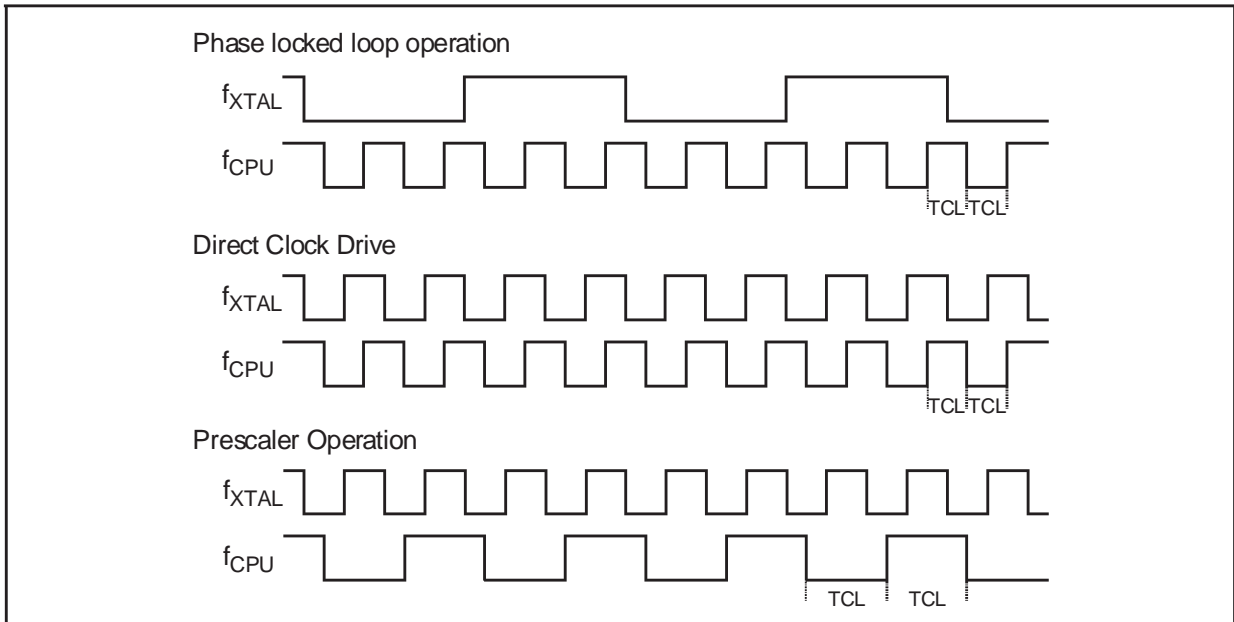 Phase locked loop operation
fXTAL
fCPU
TCL TCL
Direct Clock Drive
fXTAL
fCPU
TCL TCL
Prescaler Operation
fXTAL
fCPU
TCL TCL